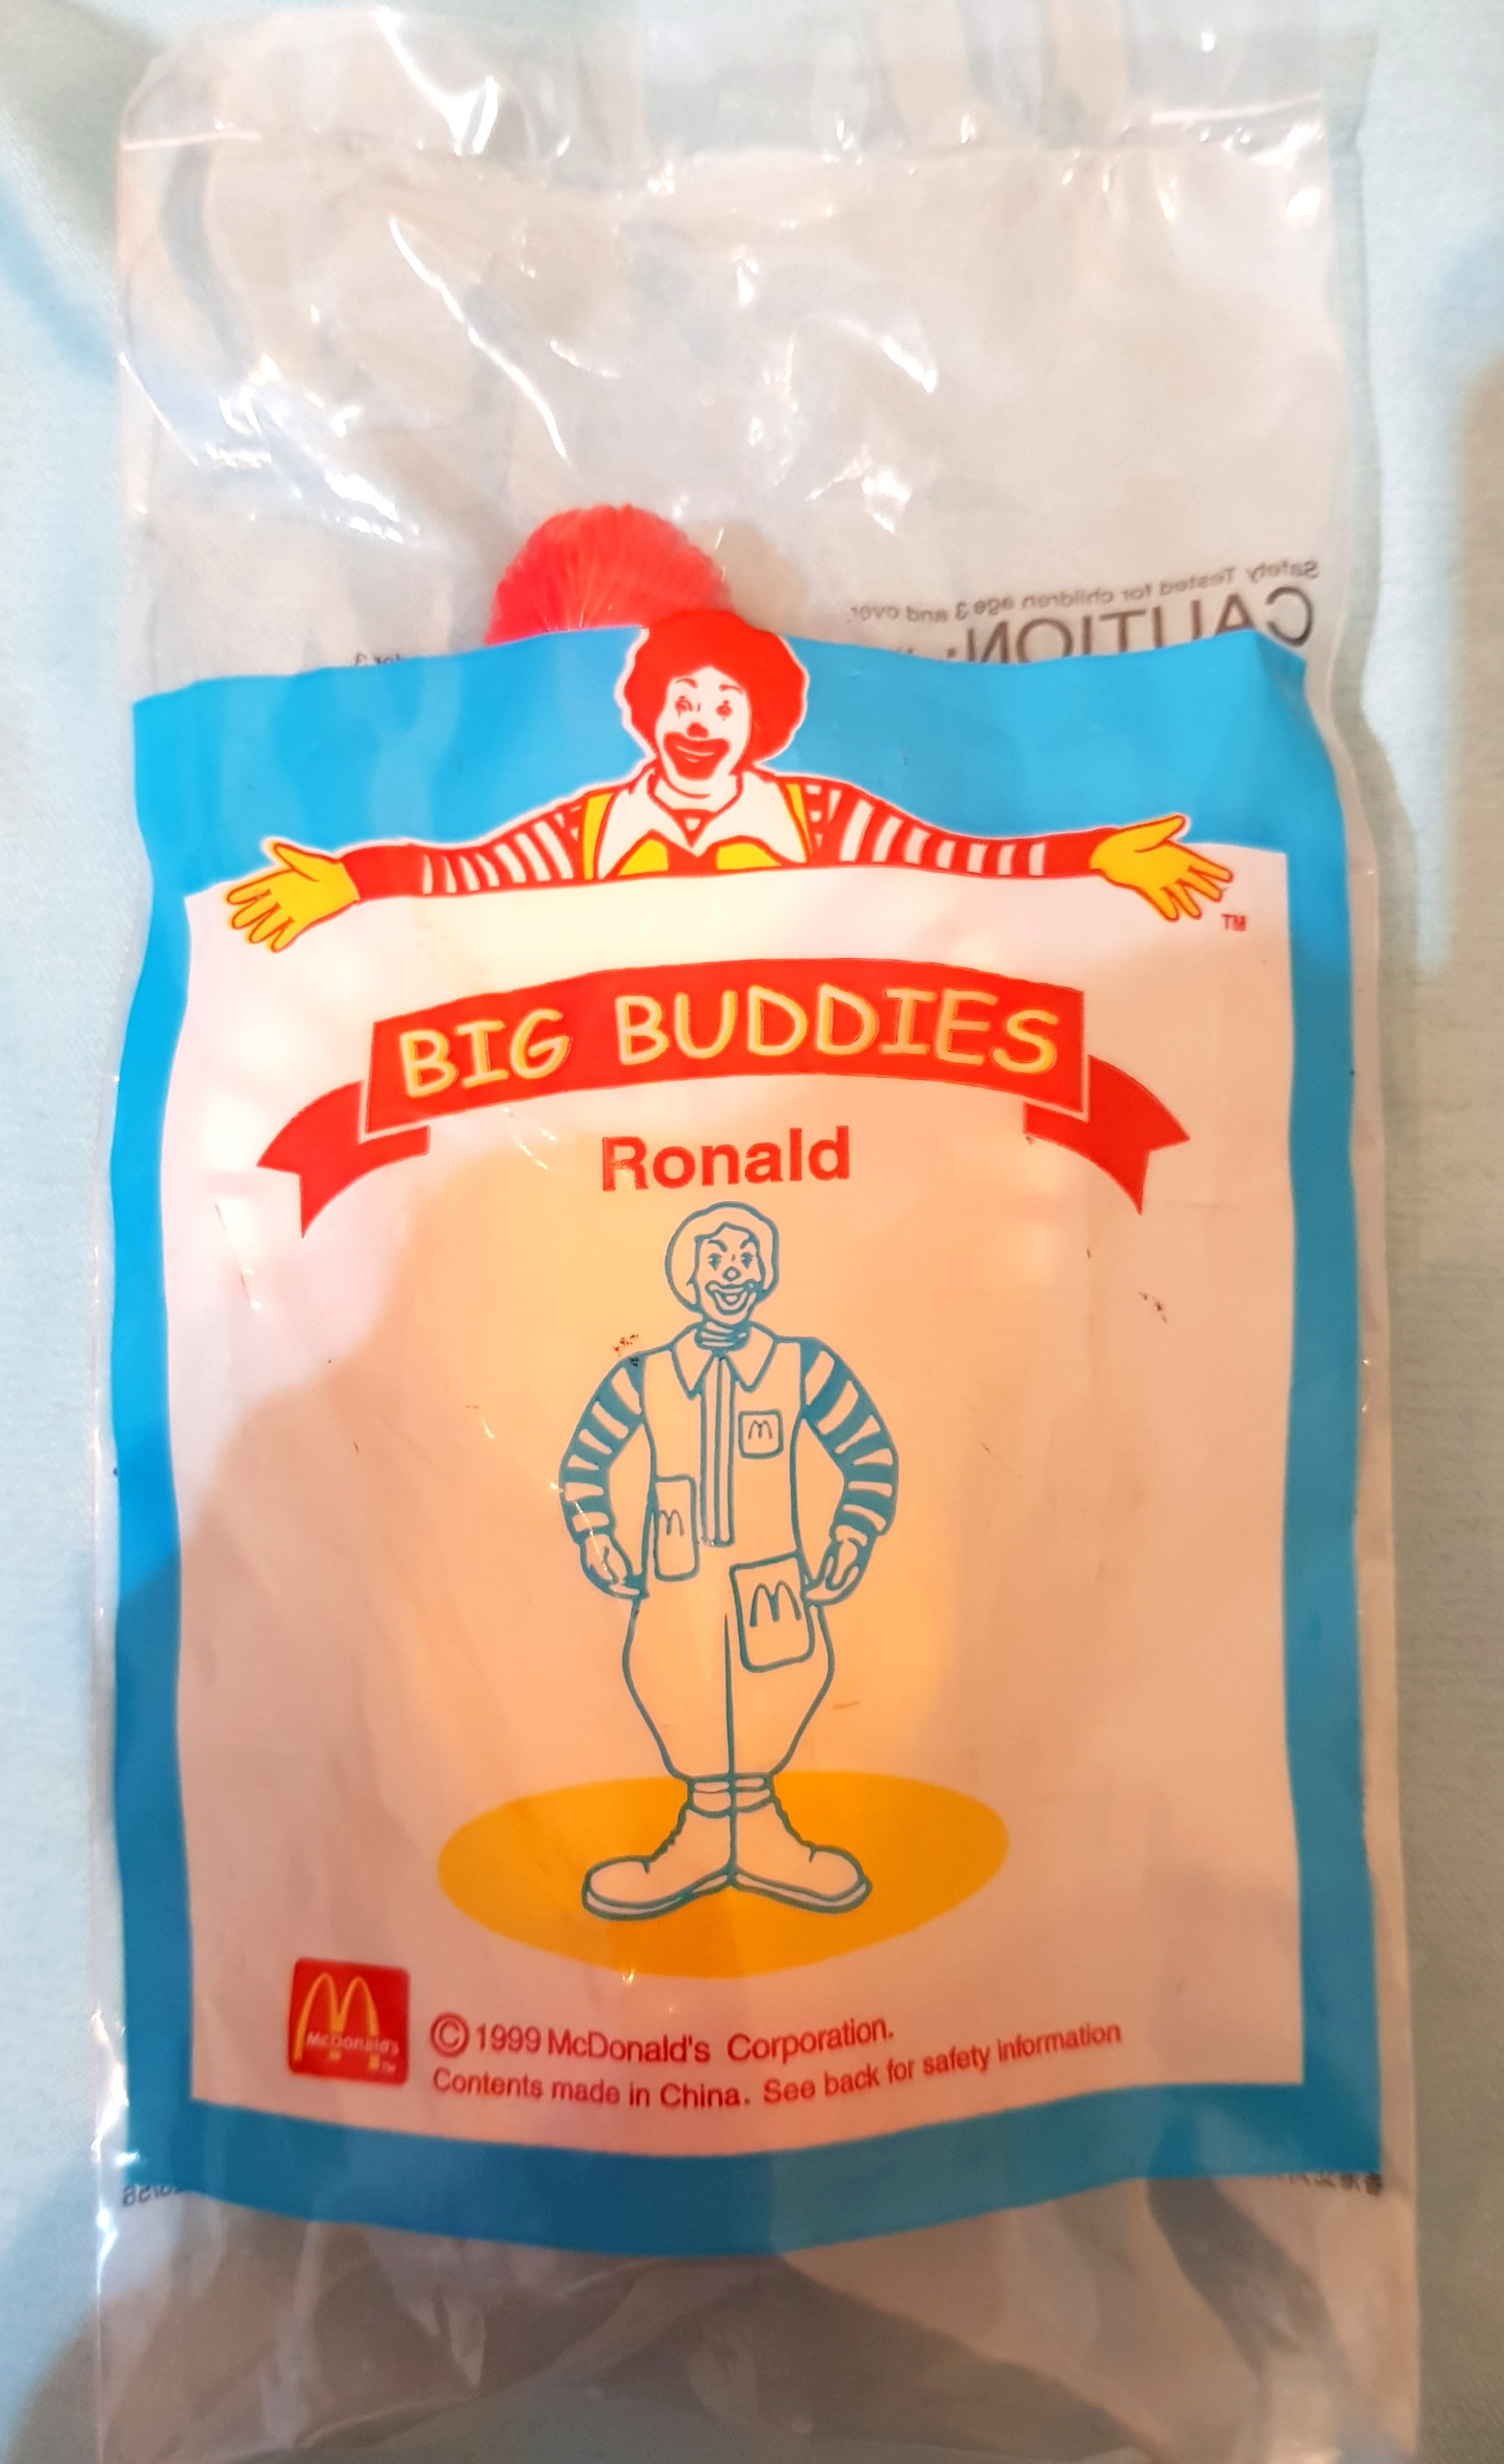 Safety Tested for children age 3 and over.
CAUTION:
TM
BIG BUDDIES
Ronald
McDonald's
TM
© 1999 McDonald's Corporation.
Contents made in China. See back for safety information